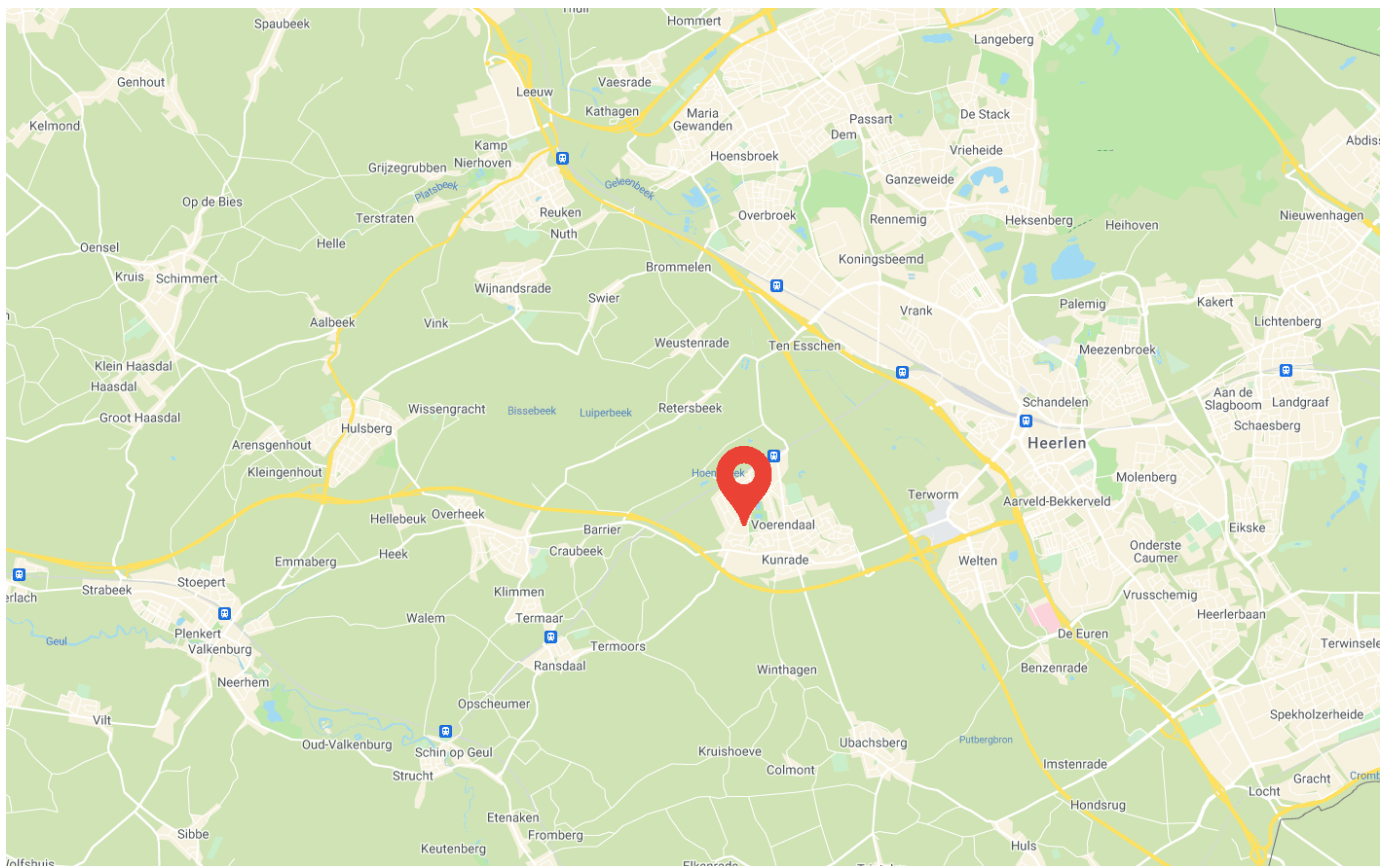 Spaubeek
Thull
Hommert
Langeberg
Genhout
Leeuw
Vaesrade
Kathagen
Maria
Gewanden
Passart
De Stack
Kelmond
Dem
Kamp
Nierhoven
Grijzegrubben
Hoensbroek
Vrieheide
Abdiss
Ganzeweide
Platsbeek
Geleenbeek
Op de Bies
Terstraten
Reuken
Overbroek
Rennemig
Heksenberg
Heihoven
Nieuwenhagen
Nuth
Helle
Oensel
Kruis
Schimmert
Brommelen
Koningsbeemd
Wijnandsrade
Swier
Vrank
Palemig
Kakert
Lichtenberg
Aalbeek
Vink
Weustenrade
Ten Esschen
Meezenbroek
Klein Haasdal
Haasdal
Groot Haasdal
Aan de
Slagboom
Landgraaf
Schaesberg
Wissengracht
Bissebeek
Luiperbeek
Retersbeek
Schandelen
Hulsberg
Heerlen
Arensgenhout
Kleingenhout
Molenberg
Terworm
Aarveld-Bekkerveld
Hellebeuk
Overheek
Barrier
Voerendaal
Eikske
Heek
Craubeek
Kunrade
Welten
Onderste
Caumer
Emmaberg
Stoepert
Strabeek
erlach
Klimmen
Vrusschemig
Heerlerbaan
Walem
Termaar
Geul
Plenkert
Valkenburg
De Euren
Terwinsele
Termoors
Ransdaal
Winthagen
Benzenrade
Neerhem
Opscheumer
Vilt
Spekholzerheide
Oud-Valkenburg
Schin op Geul
Kruishoeve
Ubachsberg
Putbergbron
Strucht
Colmont
Imstenrade
Gracht
Cromb
Locht
Hondsrug
Etenaken
Sibbe
Fromberg
Keutenberg
Huls
Volfshuis
Elkenrade